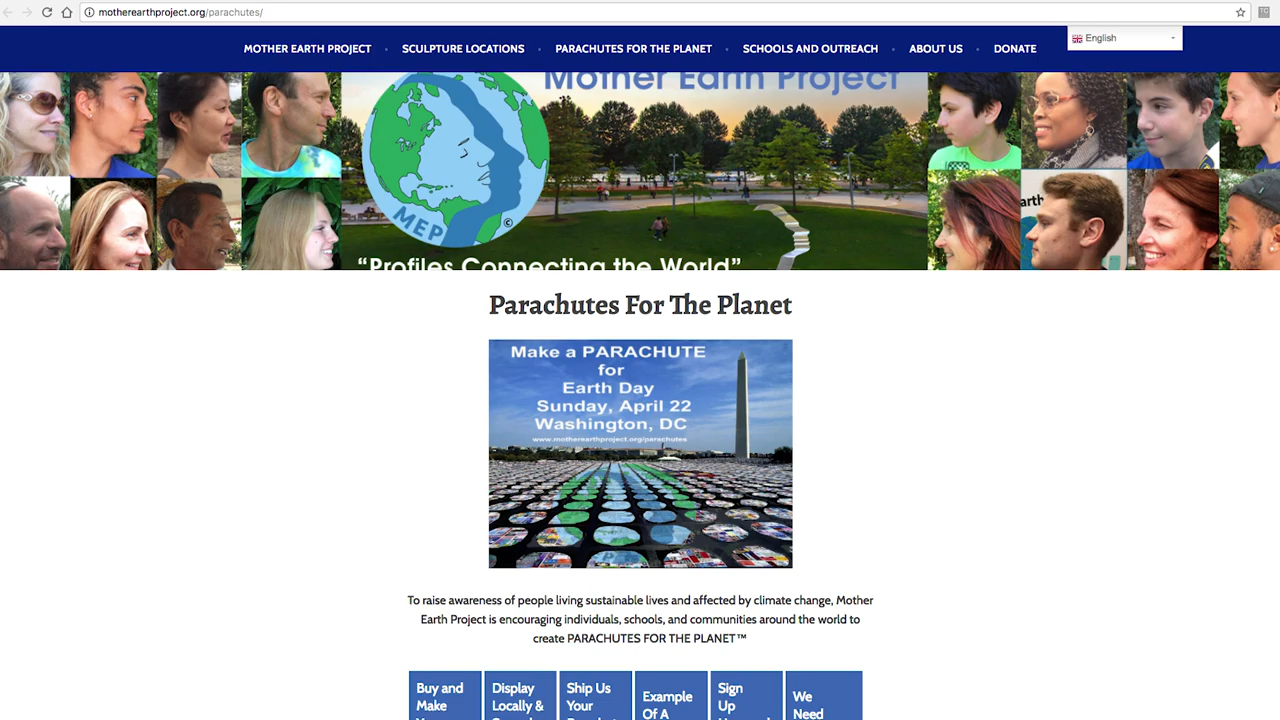 motherearthproject.org/parachutes/
TC
English
MOTHER EARTH PROJECT • SCULPTURE LOCATIONS • PARACHUTES FOR THE PLANET • SCHOOLS AND OUTREACH • ABOUT US • DONATE
Mother Earth Project
MEP
©
arth
"Profiles Connecting the World"
Parachutes For The Planet
Make a PARACHUTE
for
Earth Day
Sunday, April 22
Washington, DC
www.motherearthproject.org/parachutes
To raise awareness of people living sustainable lives and affected by climate change, Mother
Earth Project is encouraging individuals, schools, and communities around the world to
create PARACHUTES FOR THE PLANET™
Buy and
Make
Display
Locally &
Ship Us
Your
Example
Of A
Sign
Up
We
Need